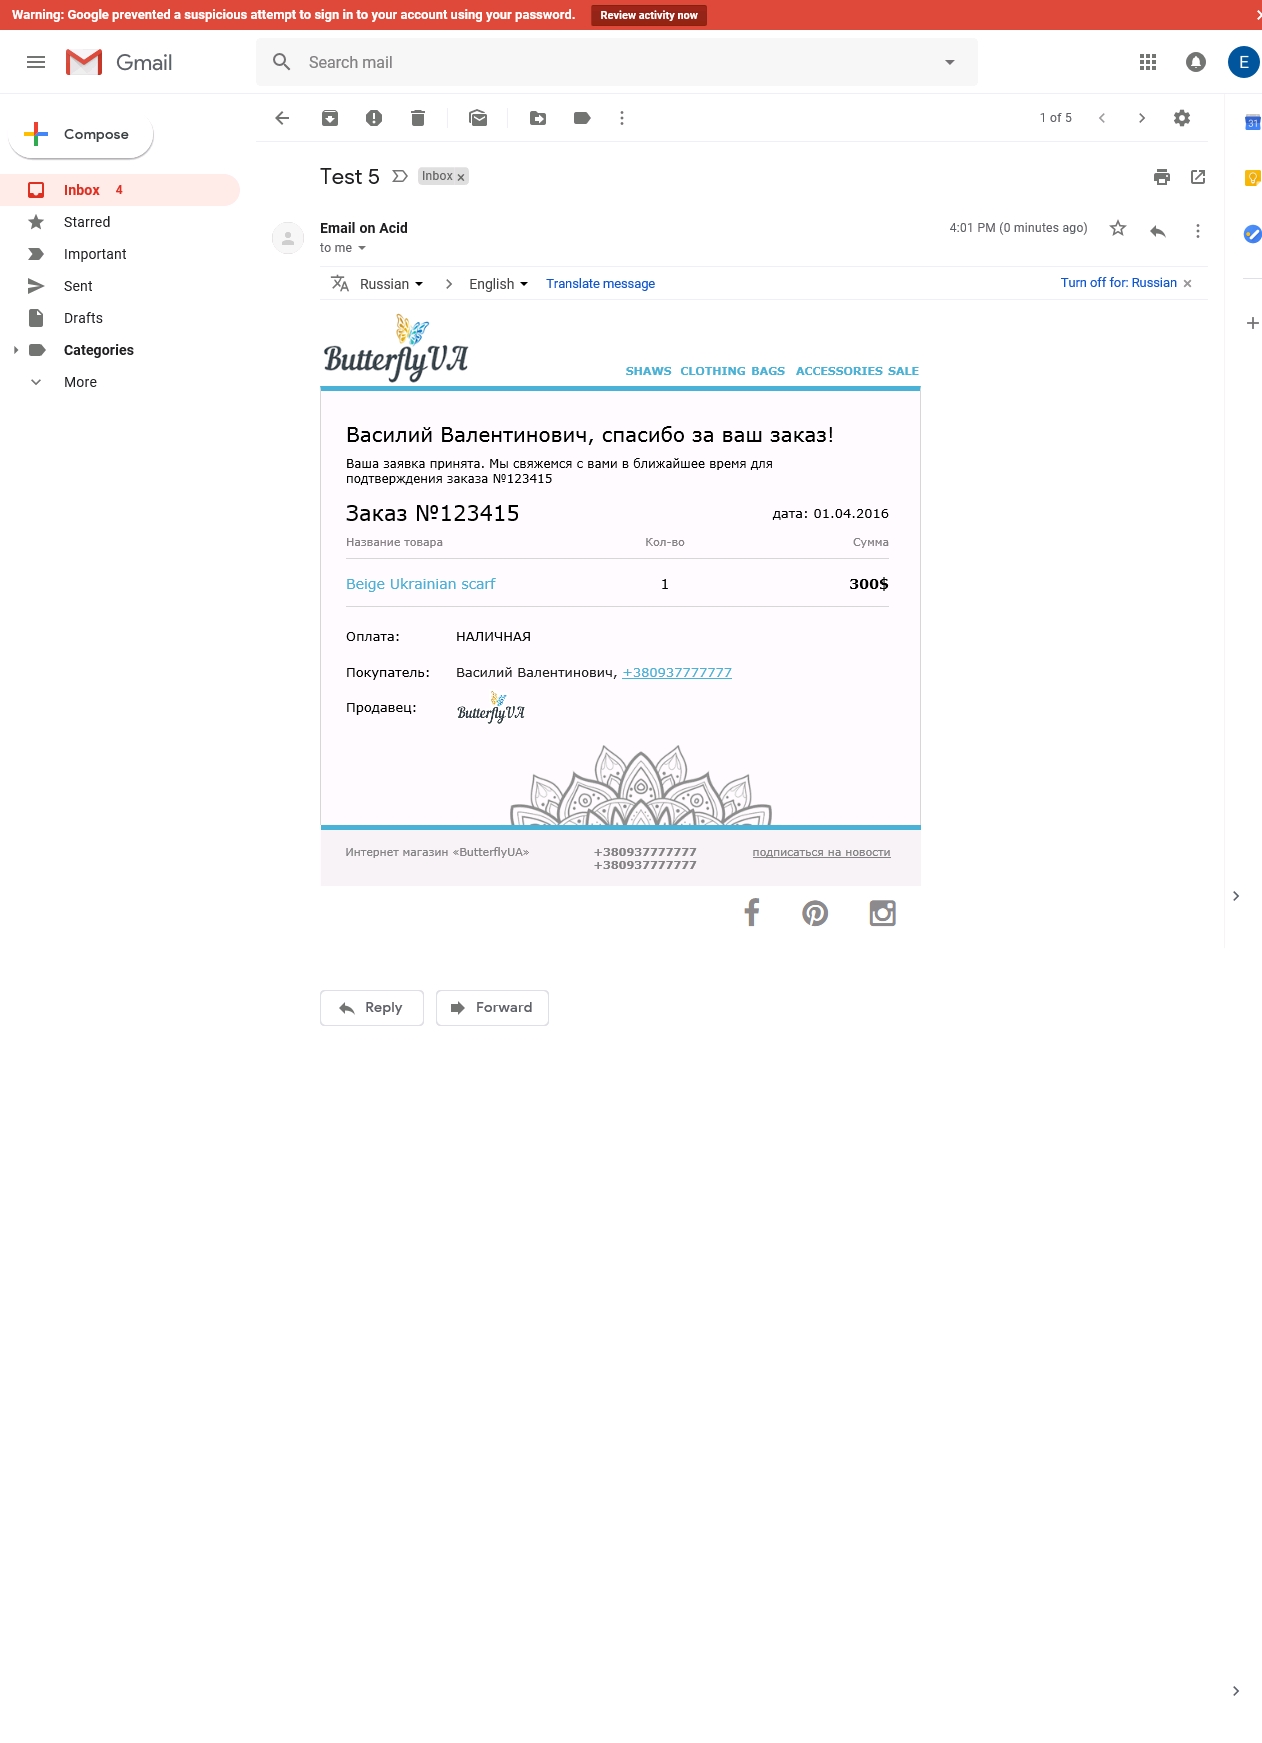 Warning: Google prevented a suspicious attempt to sign in to your account using your password. Review activity now
Gmail
Search mail
E
Compose
1 of 5
31
Inbox 4
Starred
Important
Sent
Drafts
Categories
More
Test 5 Inbox x
Email on Acid
4:01 PM (0 minutes ago)
to me
Russian > English Translate message
Turn off for: Russian x
ButterflyUA
SHAWS CLOTHING BAGS ACCESSORIES SALE
Василий Валентинович, спасибо за ваш заказ!
Ваша заявка принята. Мы свяжемся с вами в ближайшее время для
подтверждения заказа №123415
Заказ №123415 дата: 01.04.2016
Название товара Кол-во Сумма
Beige Ukrainian scarf 1 300$
Оплата: НАЛИЧНАЯ
Покупатель: Василий Валентинович, +380937777777
Продавец: ButterflyUA
Интернет магазин «ButterflyUA» +380937777777 подписаться на новости
+380937777777
Reply Forward